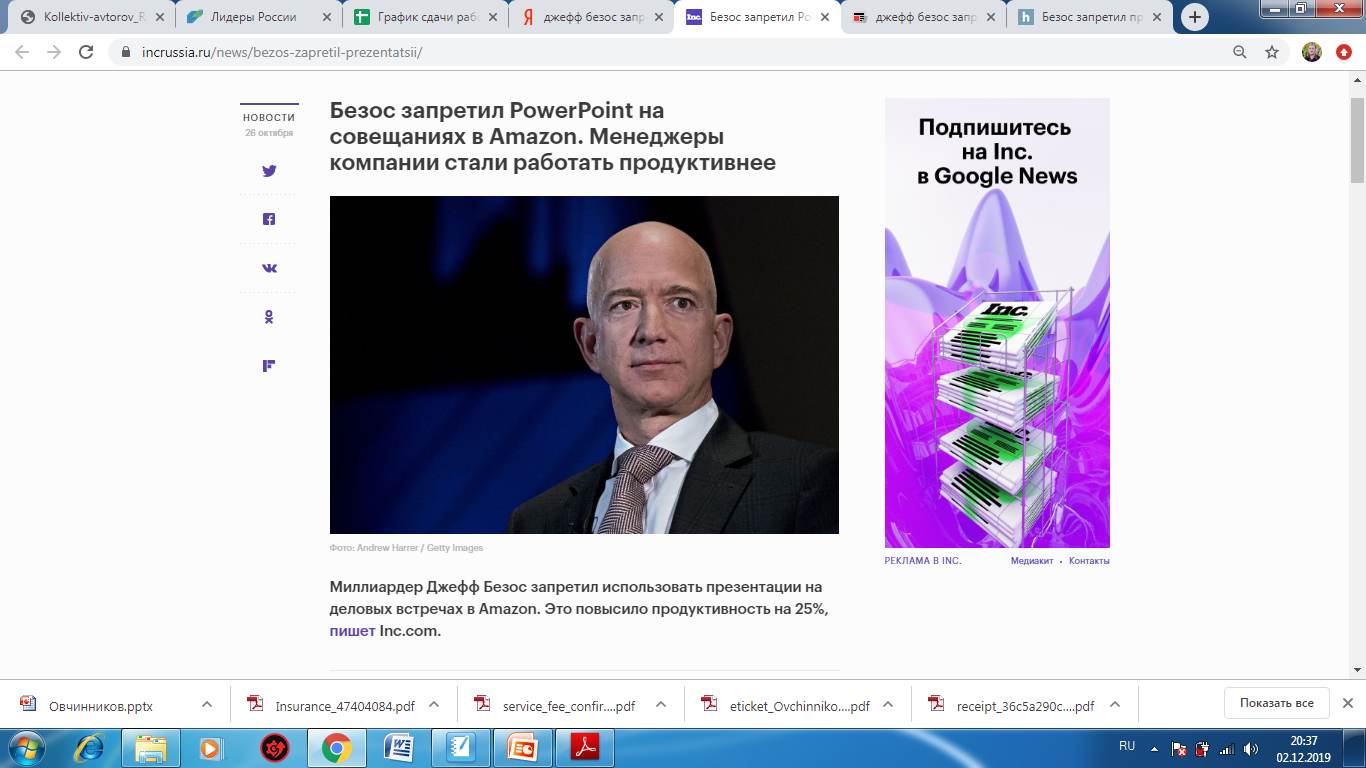 Kollektiv-avtorov_R
Лидеры России
График сдачи раб
джефф безос запр
Безос запретил Po
джефф безос запр
Безос запретил пр
incrussia.ru/news/bezos-zapretil-prezentatsii/
НОВОСТИ
26 октября
Безос запретил PowerPoint на
совещаниях в Amazon. Менеджеры
компании стали работать продуктивнее
Фото: Andrew Harrer / Getty Images
Миллиардер Джефф Безос запретил использовать презентации на
деловых встречах в Amazon. Это повысило продуктивность на 25%,
пишет Inc.com.
Подпишитесь
на Inc.
в Google News
Inc.
РЕКЛАМА В INC.
Медиакит • Контакты
Овчинников.pptx
Insurance_47404084.pdf
service_fee_confir....pdf
eticket_Ovchinniko....pdf
receipt_36c5a290c....pdf
Показать все
RU
20:37
02.12.2019